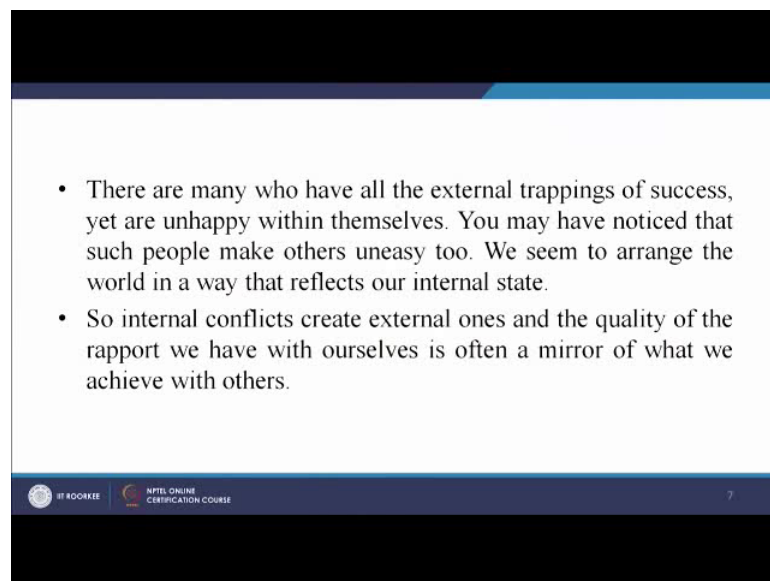 • There are many who have all the external trappings of success,
yet are unhappy within themselves. You may have noticed that
such people make others uneasy too. We seem to arrange the
world in a way that reflects our internal state.
• So internal conflicts create external ones and the quality of the
rapport we have with ourselves is often a mirror of what we
achieve with others.
IIT ROORKEE
NPTEL ONLINE
CERTIFICATION COURSE
7